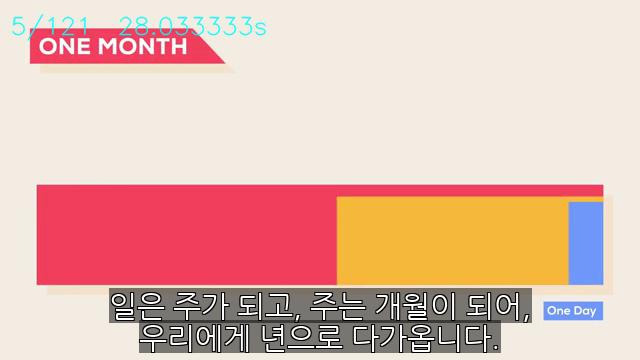 5/121 28.033333s
ONE MONTH
일은 주가 되고, 주는 개월이 되어,
우리에게 년으로 다가옵니다.
One Day